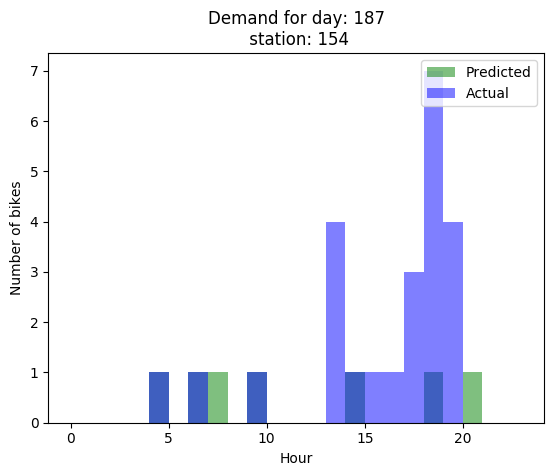 Demand for day: 187
station: 154
Predicted
Actual
Number of bikes
7
6
5
4
3
2
1
0
0 5 10 15 20
Hour